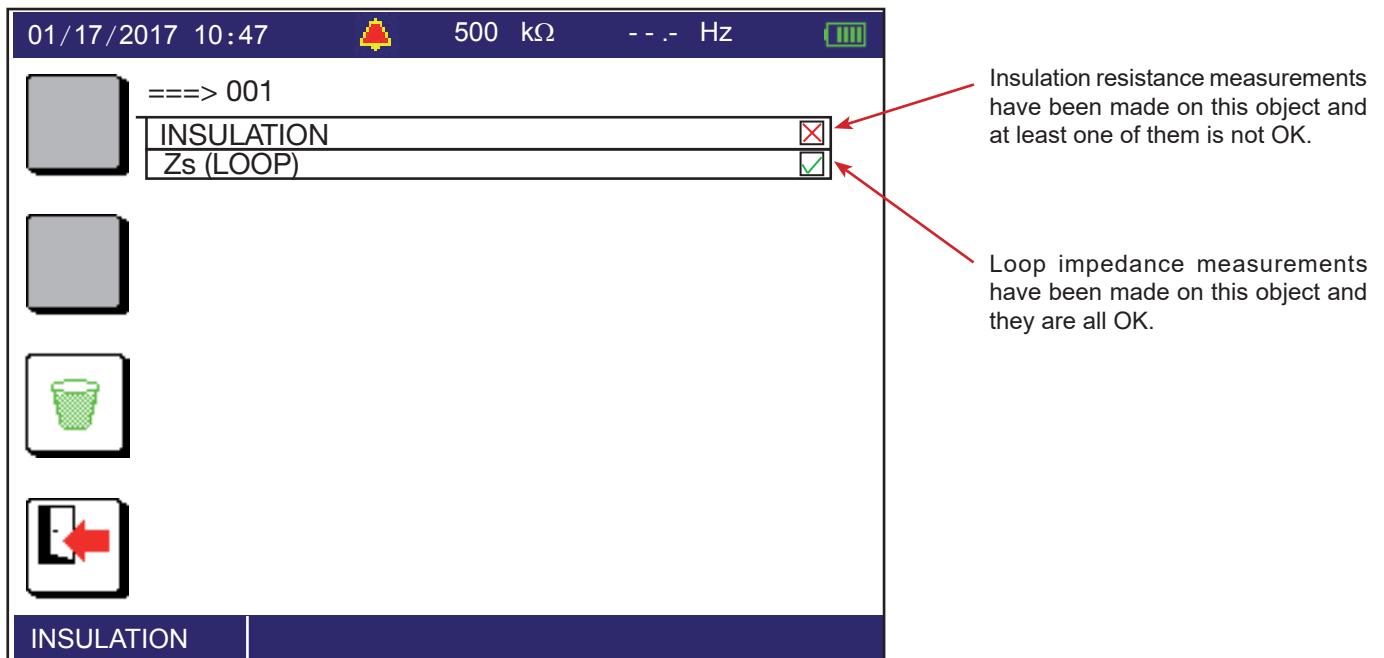 01/17/2017 10:47 500 kΩ - - .- Hz
===> 001
INSULATION
Zs (LOOP)
INSULATION
Insulation resistance measurements
have been made on this object and
at least one of them is not OK.
Loop impedance measurements
have been made on this object and
they are all OK.